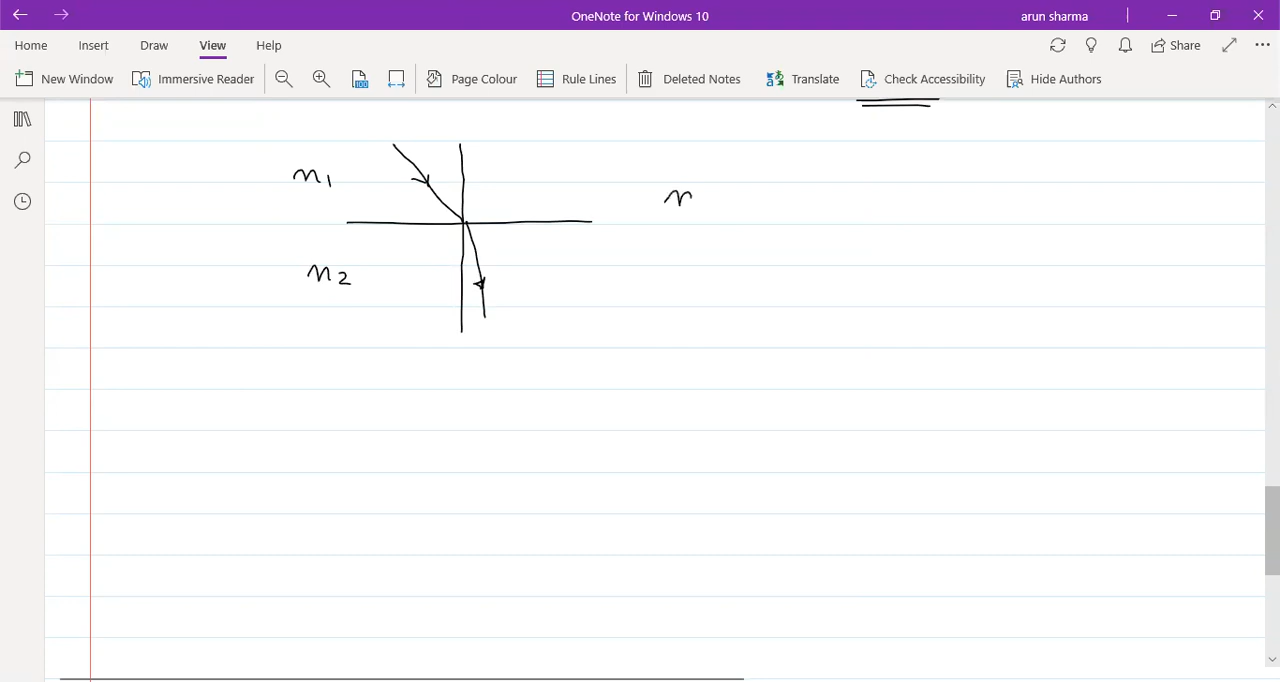 OneNote for Windows 10
arun sharma
Home Insert Draw View Help
Share
New Window Immersive Reader Page Colour Rule Lines Deleted Notes Translate Check Accessibility Hide Authors
n1
n
n2